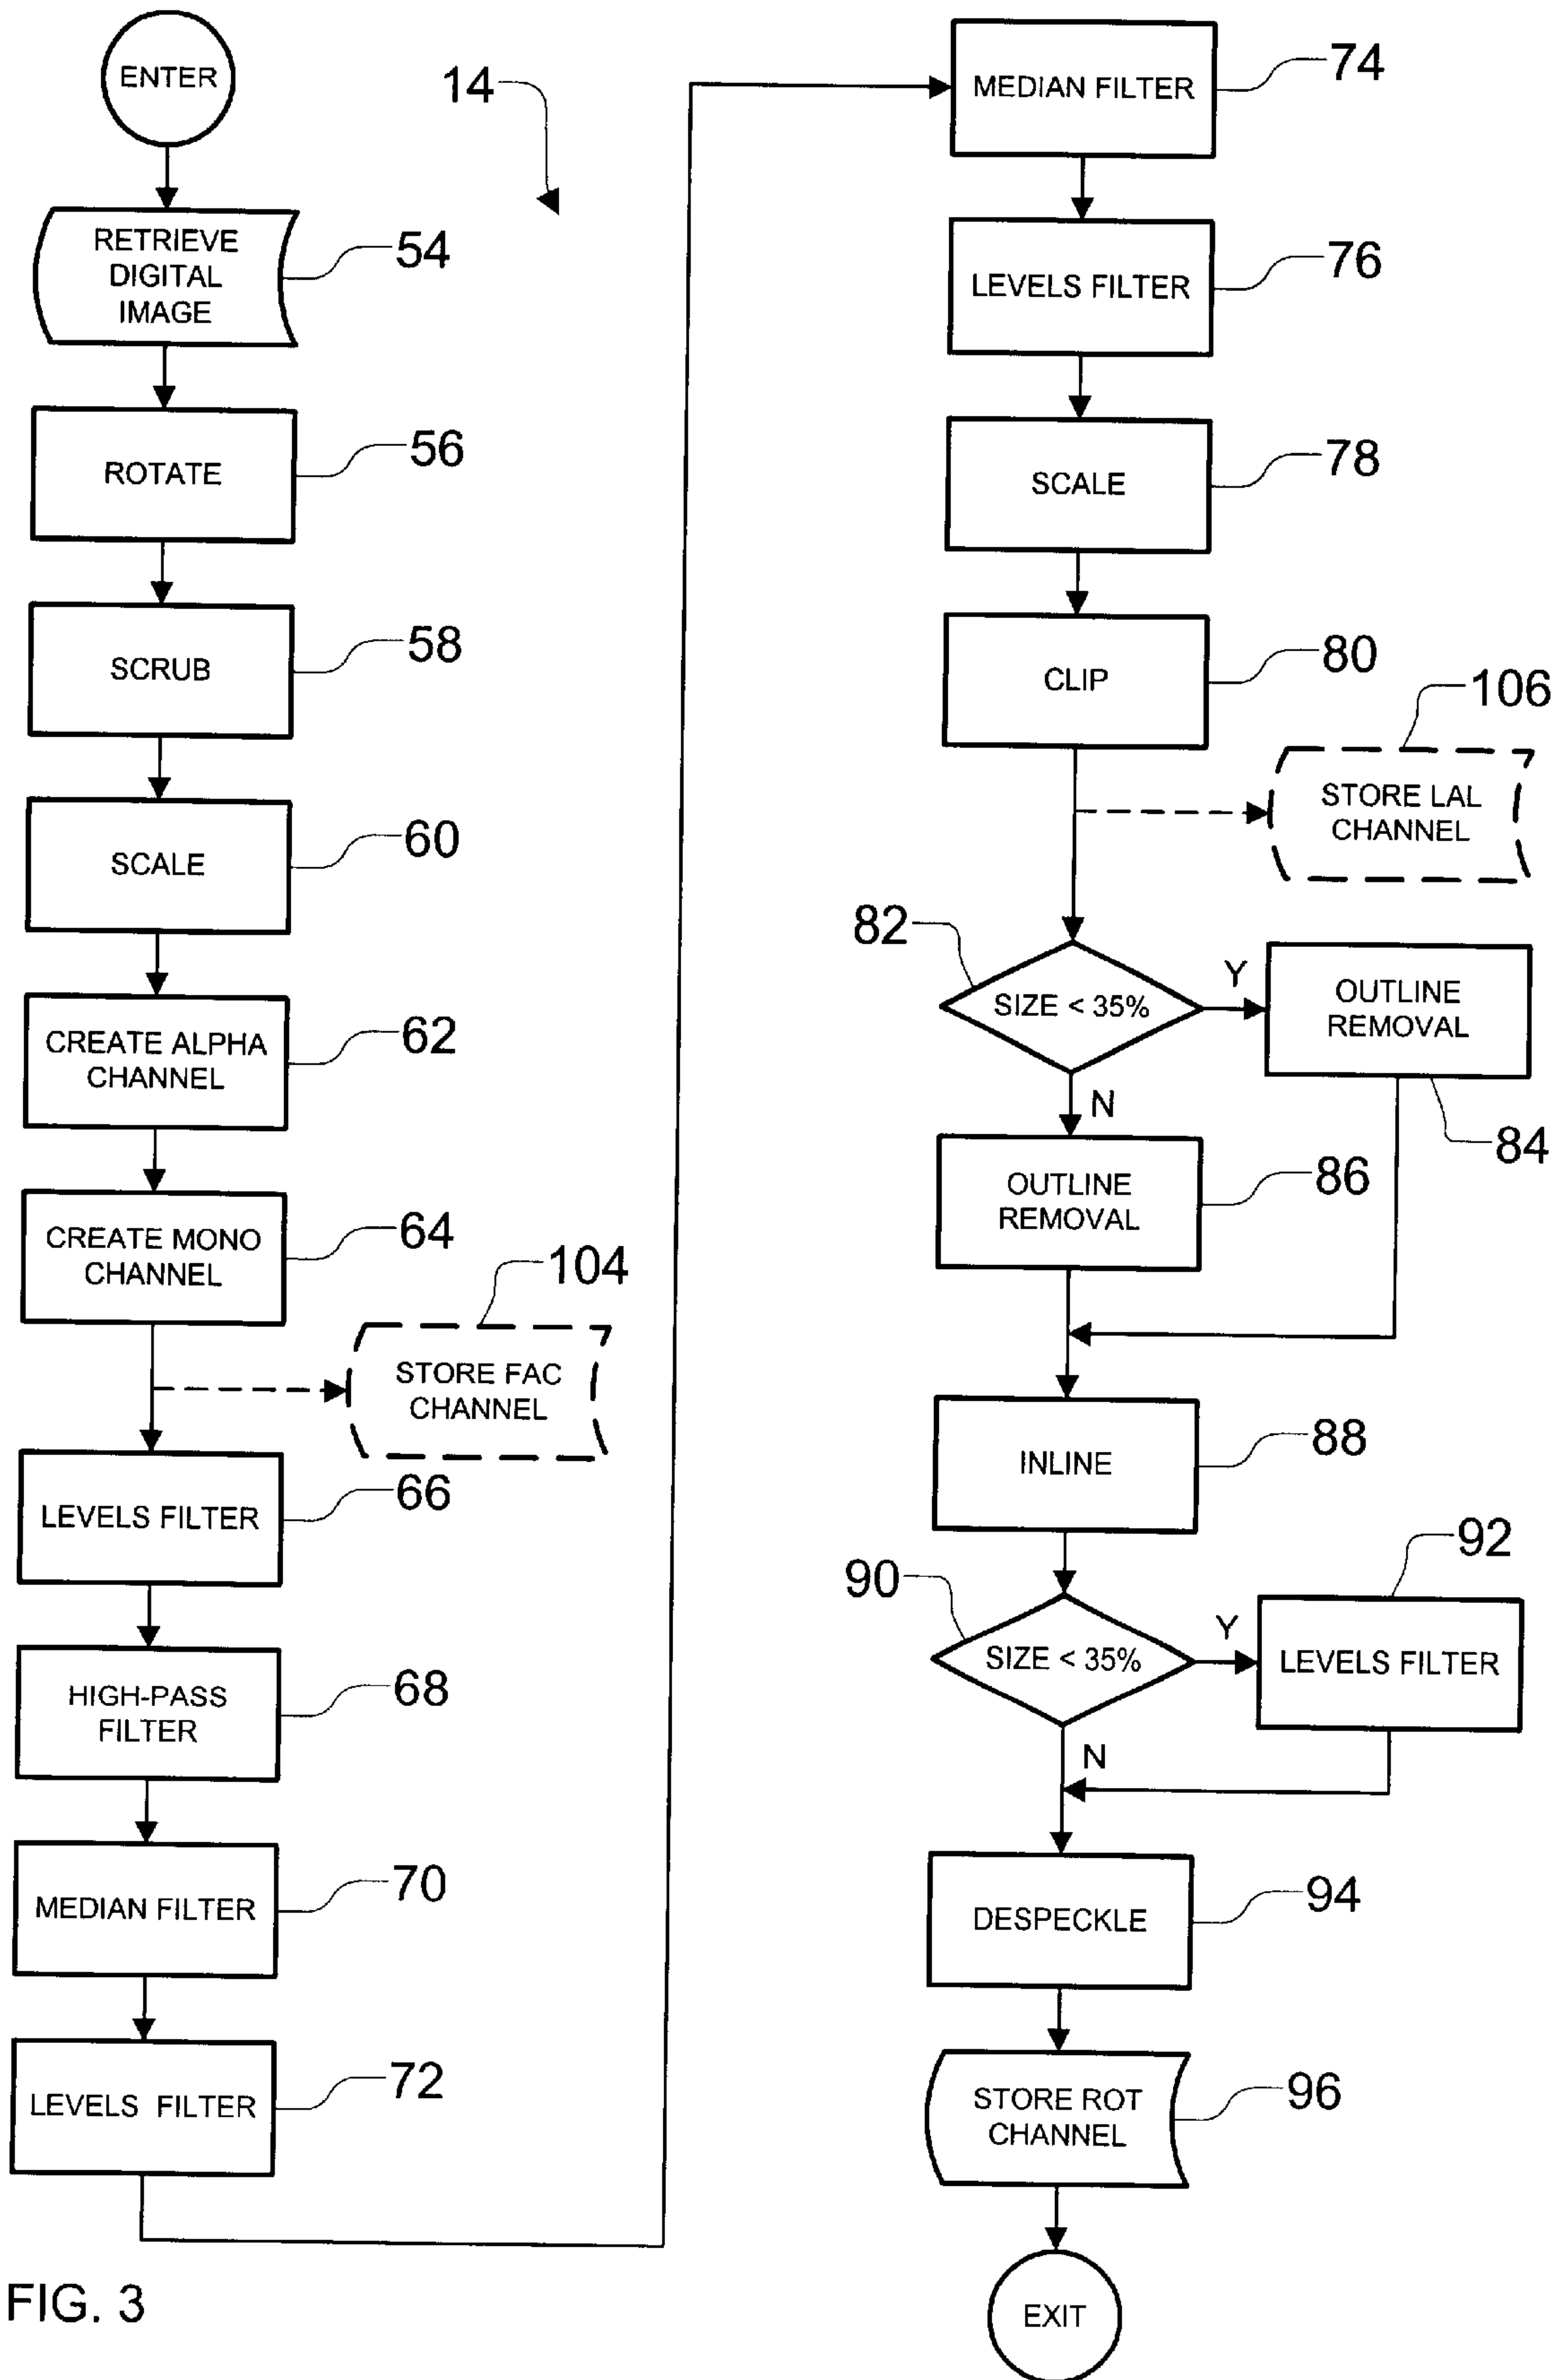 ENTER
14
RETRIEVE
DIGITAL
IMAGE
54
ROTATE
56
SCRUB
58
SCALE
60
CREATE ALPHA
CHANNEL
62
CREATE MONO
CHANNEL
64
STORE FAC
CHANNEL
104
LEVELS FILTER
66
HIGH-PASS
FILTER
68
MEDIAN FILTER
70
LEVELS FILTER
72
MEDIAN FILTER
74
LEVELS FILTER
76
SCALE
78
CLIP
80
STORE LAL
CHANNEL
106
SIZE < 35%
82
Y
OUTLINE
REMOVAL
84
N
OUTLINE
REMOVAL
86
INLINE
88
SIZE < 35%
90
Y
LEVELS FILTER
92
N
DESPECKLE
94
STORE ROT
CHANNEL
96
EXIT
FIG. 3